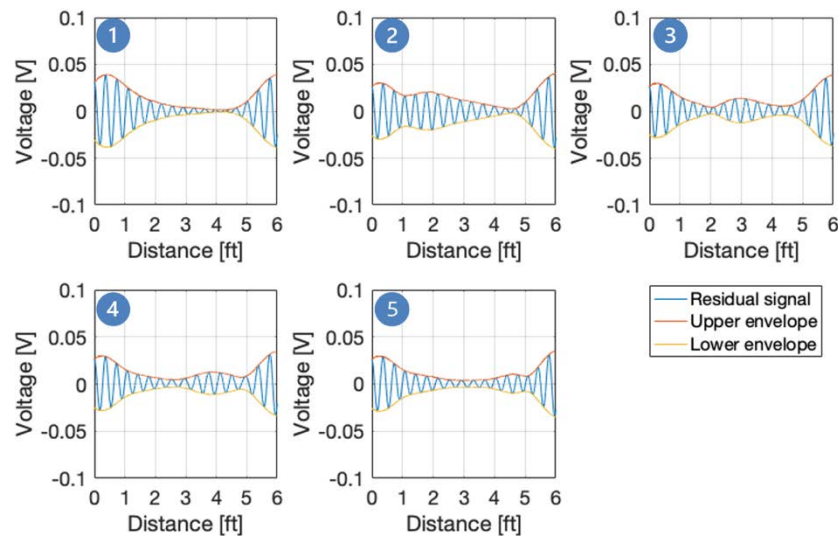 1
0.1
0.05
0
-0.05
-0.1
Voltage [V]
0 1 2 3 4 5 6
Distance [ft]
2
0.1
0.05
0
-0.05
-0.1
Voltage [V]
0 1 2 3 4 5 6
Distance [ft]
3
0.1
0.05
0
-0.05
-0.1
Voltage [V]
0 1 2 3 4 5 6
Distance [ft]
4
0.1
0.05
0
-0.05
-0.1
Voltage [V]
0 1 2 3 4 5 6
Distance [ft]
5
0.1
0.05
0
-0.05
-0.1
Voltage [V]
0 1 2 3 4 5 6
Distance [ft]
Residual signal
Upper envelope
Lower envelope